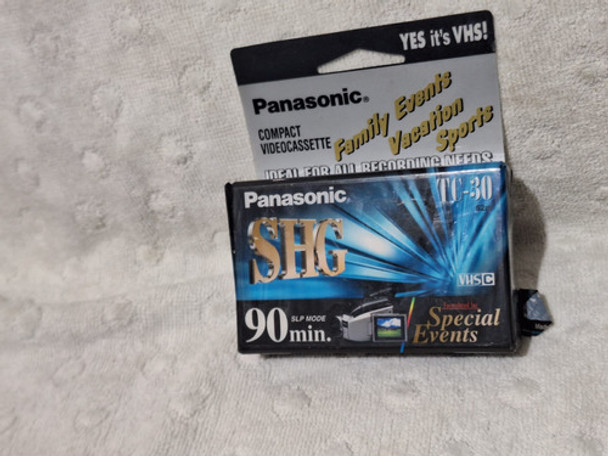 YES it's VHS!
Panasonic®
COMPACT
VIDEOCASSETTE
Family Events
Vacation
Sports
IDEAL FOR ALL RECORDING NEEDS
Panasonic®
TC-30
SHG
VHS C
90 min.
SLP MODE
Special
Events